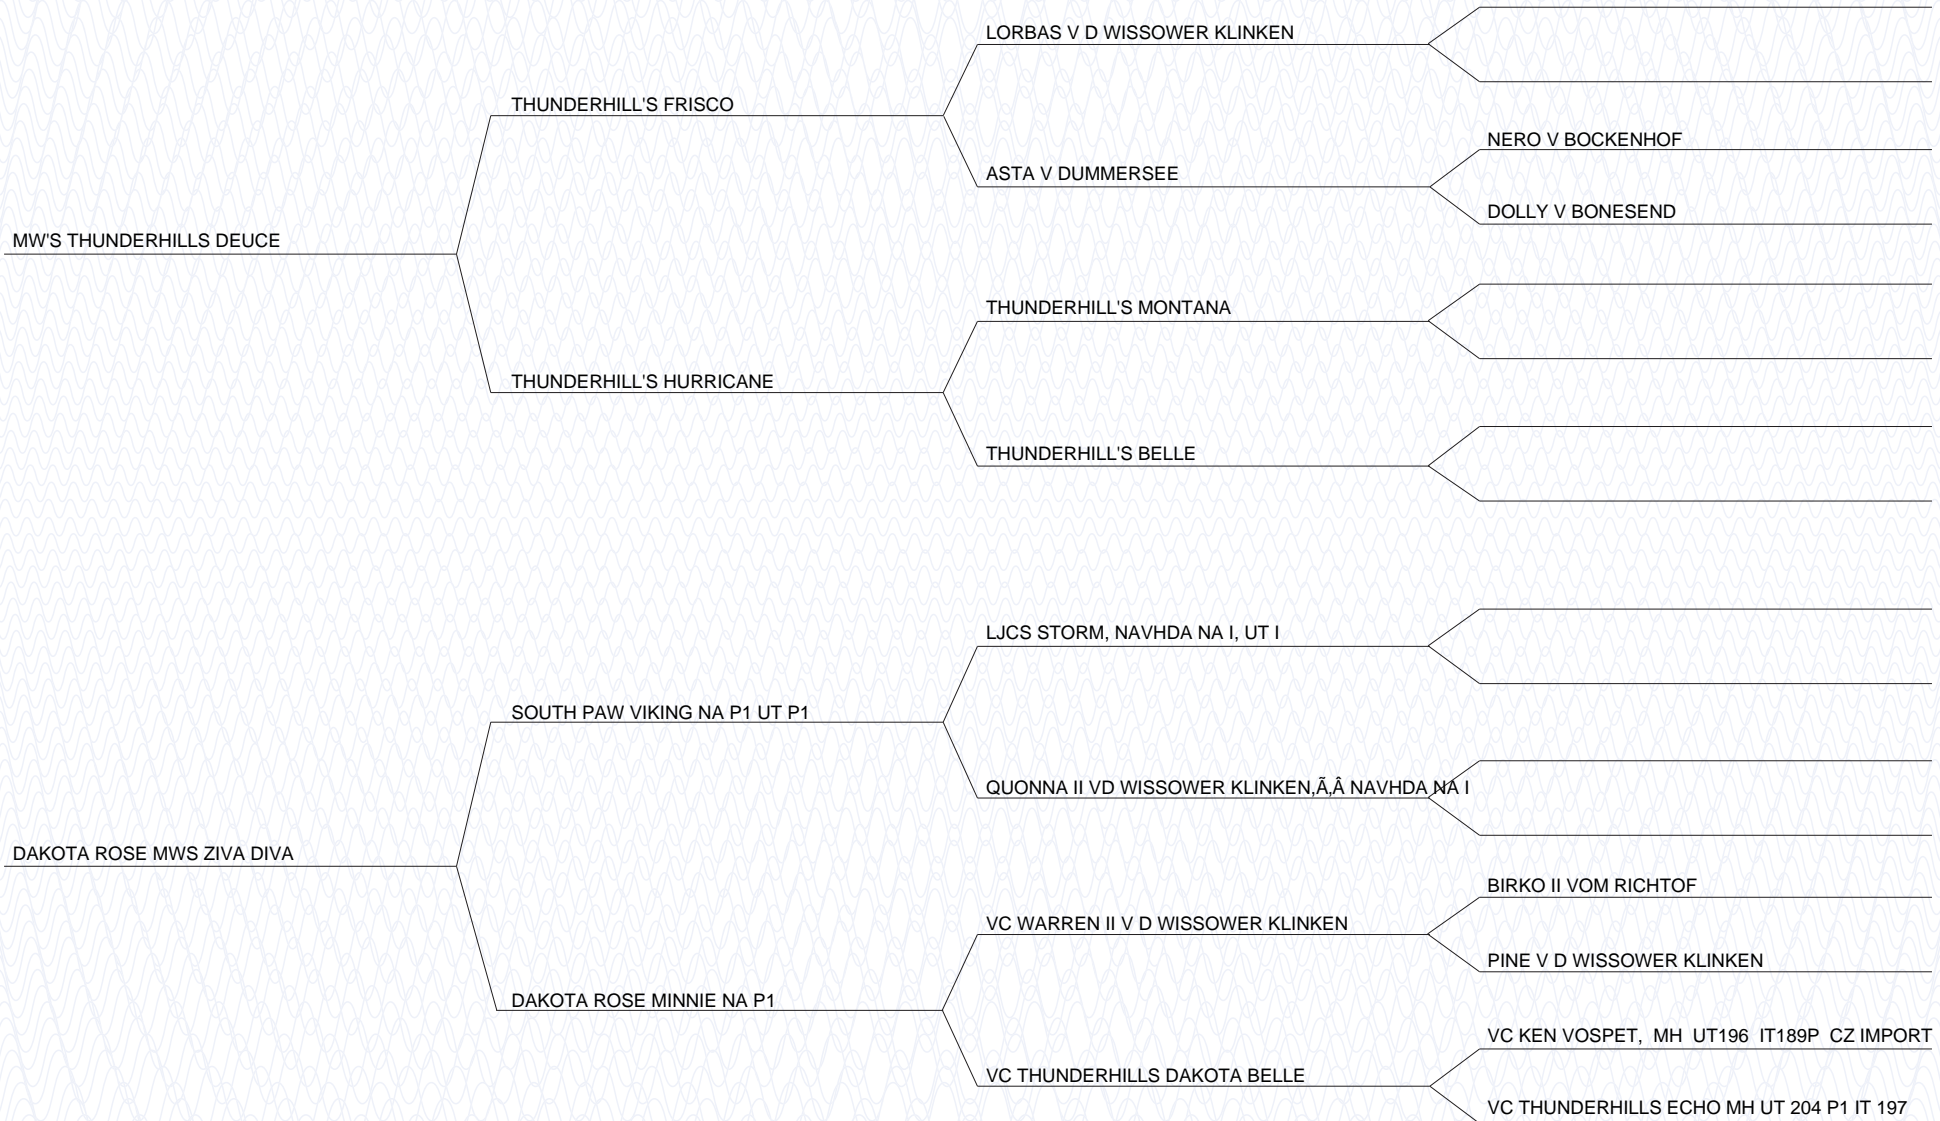 LORBAS V D WISSOWER KLINKEN
THUNDERHILL'S FRISCO
NERO V BOCKENHOF
ASTA V DUMMERSEE
DOLLY V BONESEND
MW'S THUNDERHILLS DEUCE
THUNDERHILL'S MONTANA
THUNDERHILL'S HURRICANE
THUNDERHILL'S BELLE
LJCS STORM, NAVHDA NA I, UT I
SOUTH PAW VIKING NA P1 UT P1
QUONNA II VD WISSOWER KLINKEN,Ã,Â NAVHDA NA I
DAKOTA ROSE MWS ZIVA DIVA
BIRKO II VOM RICHTOF
VC WARREN II V D WISSOWER KLINKEN
PINE V D WISSOWER KLINKEN
DAKOTA ROSE MINNIE NA P1
VC KEN VOSPET,  MH  UT196  IT189P  CZ IMPORT
VC THUNDERHILLS DAKOTA BELLE
VC THUNDERHILLS ECHO MH UT 204 P1 IT 197